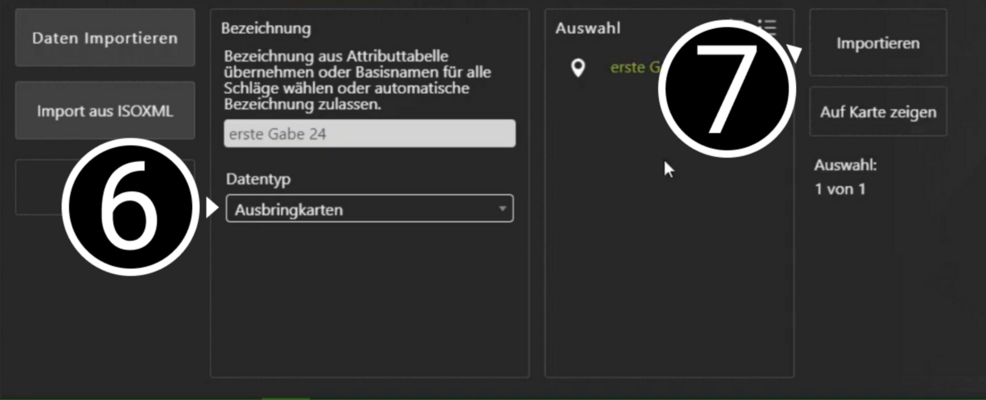 Daten Importieren
Import aus ISOXML
6
Bezeichnung
Bezeichnung aus Attributtabelle
übernehmen oder Basisnamen für alle
Schläge wählen oder automatische
Bezeichnung zulassen.
erste Gabe 24
Datentyp
Ausbringkarten
Auswahl
erste G
7
Importieren
Auf Karte zeigen
Auswahl:
1 von 1